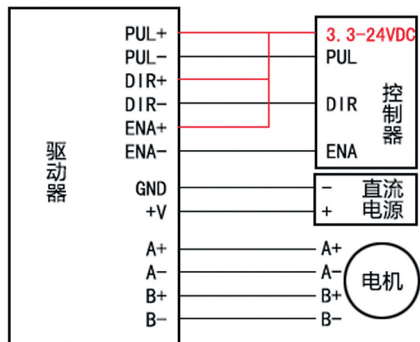 驱动器
PUL+
PUL-
DIR+
DIR-
ENA+
ENA-
GND
+V
A+
A-
B+
B-
3.3-24VDC
PUL
DIR
ENA
控制器
- 直流
+ 电源
A+
A-
B+
B-
电机